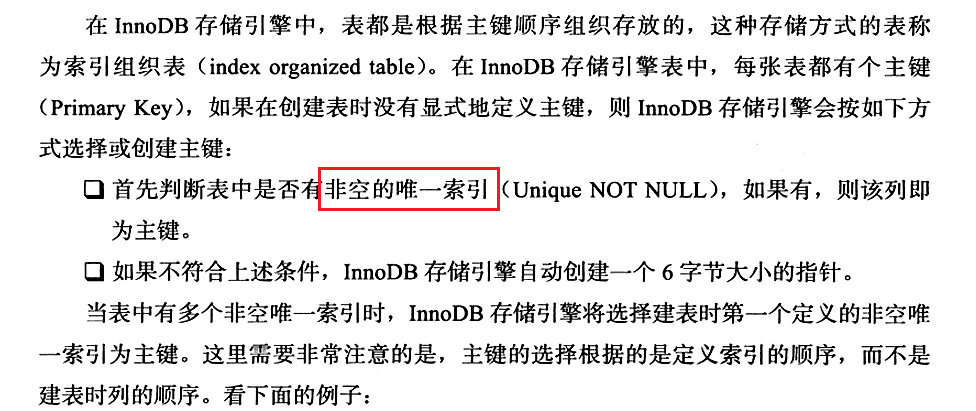 在 InnoDB 存储引擎中，表都是根据主键顺序组织存放的，这种存储方式的表称
为索引组织表（index organized table）。在 InnoDB 存储引擎表中，每张表都有个主键
（Primary Key），如果在创建表时没有显式地定义主键，则 InnoDB 存储引擎会按如下方
式选择或创建主键：
❑ 首先判断表中是否有非空的唯一索引（Unique NOT NULL），如果有，则该列即
为主键。
❑ 如果不符合上述条件，InnoDB 存储引擎自动创建一个 6 字节大小的指针。
当表中有多个非空唯一索引时，InnoDB 存储引擎将选择建表时第一个定义的非空唯
一索引为主键。这里需要非常注意的是，主键的选择根据的是定义索引的顺序，而不是
建表时列的顺序。看下面的例子：